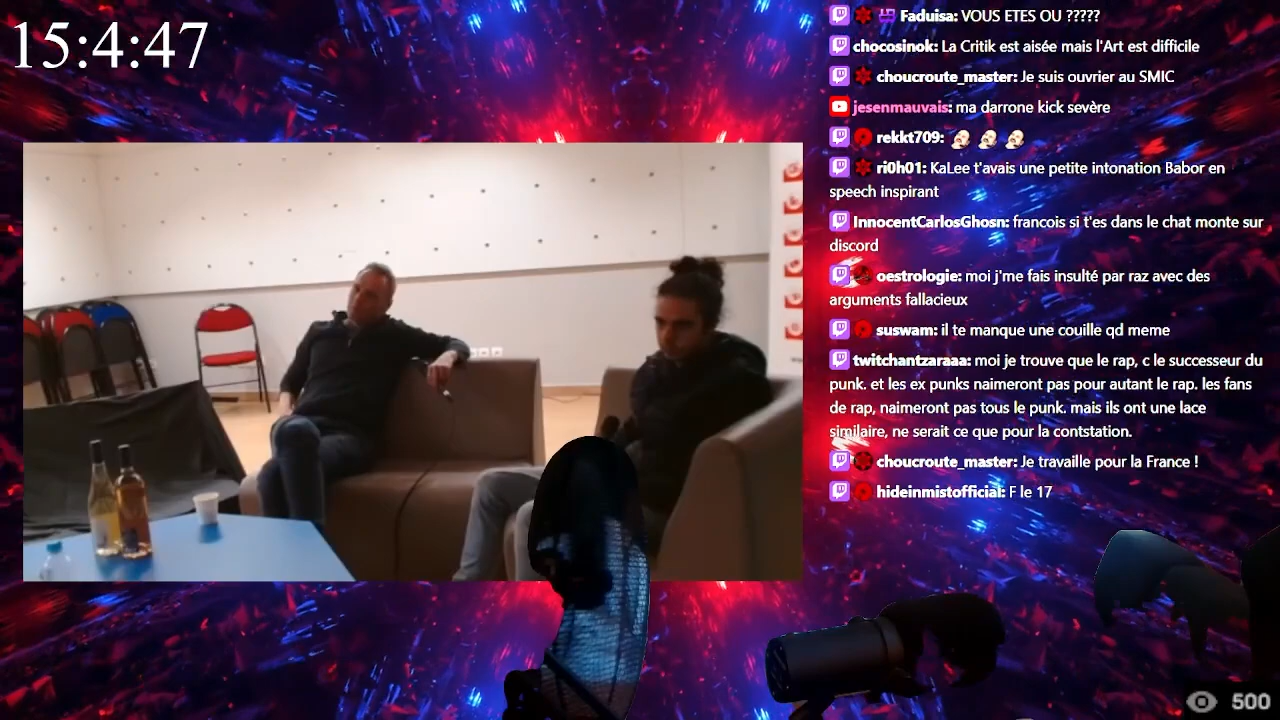 15:4:47
Faduisa: VOUS ETES OU ?????
chocosinok: La Critik est aisée mais l'Art est difficile
choucroute_master: Je suis ouvrier au SMIC
jesenmauvais: ma darrone kick sevère
rekkt709:
ri0h01: KaLee t'avais une petite intonation Babor en
speech inspirant
InnocentCarlosGhosn: francois si t'es dans le chat monte sur
discord
oestrologie: moi j'me fais insulté par raz avec des
arguments fallacieux
suswam: il te manque une couille qd meme
twitchantzaraaa: moi je trouve que le rap, c le successeur du
punk. et les ex punks naimeront pas pour autant le rap. les fans
de rap, naimeront pas tous le punk. mais ils ont une lace
similaire, ne serait ce que pour la contstation.
choucroute_master: Je travaille pour la France !
hideinmistofficial: F le 17
500